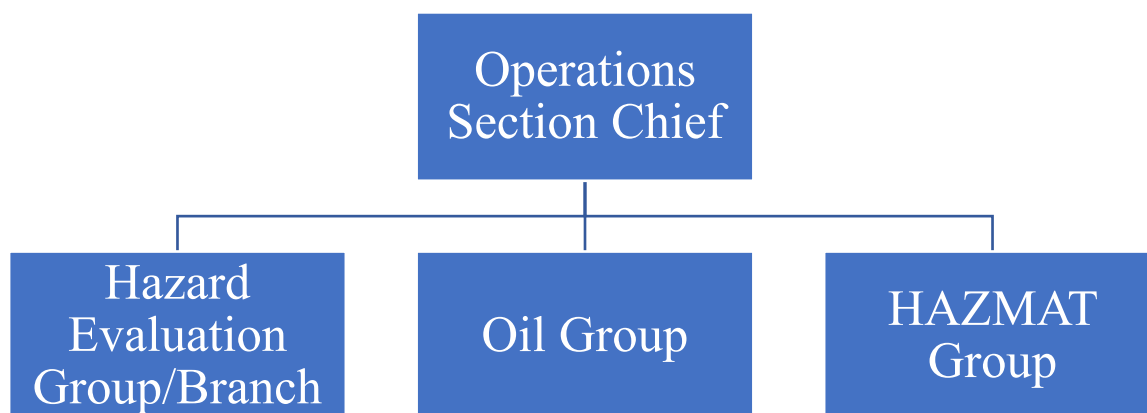 Operations
Section Chief
Hazard
Evaluation
Group/Branch
Oil Group
HAZMAT
Group